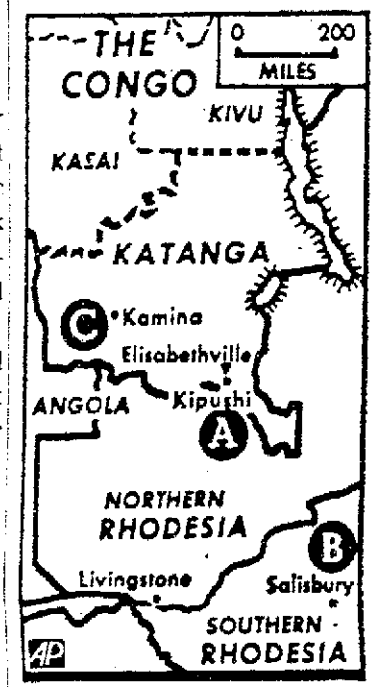 THE
CONGO
0 200
MILES
KIVU
KASAI
KATANGA
C
Kamina
Elisabethville
ANGOLA
Kipushi
A
NORTHERN
RHODESIA
B
Livingstone
Salisbury
SOUTHERN
RHODESIA
AP